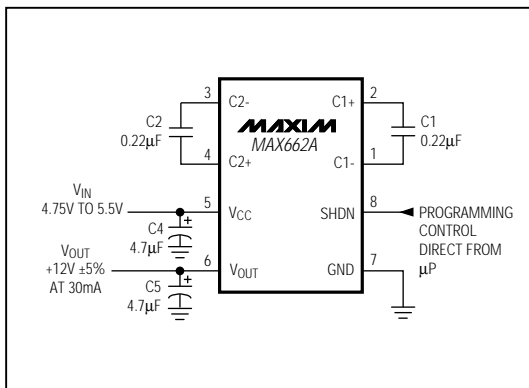 3 C2- C1+ 2
C2
0.22µF
MAXIM
MAX662A
C1
0.22µF
4 C2+ C1- 1
VIN
4.75V TO 5.5V
5 VCC
SHDN 8
PROGRAMMING
CONTROL
DIRECT FROM
µP
+
C4
4.7µF
VOUT
+12V ±5%
AT 30mA
6 VOUT
GND 7
+
C5
4.7µF